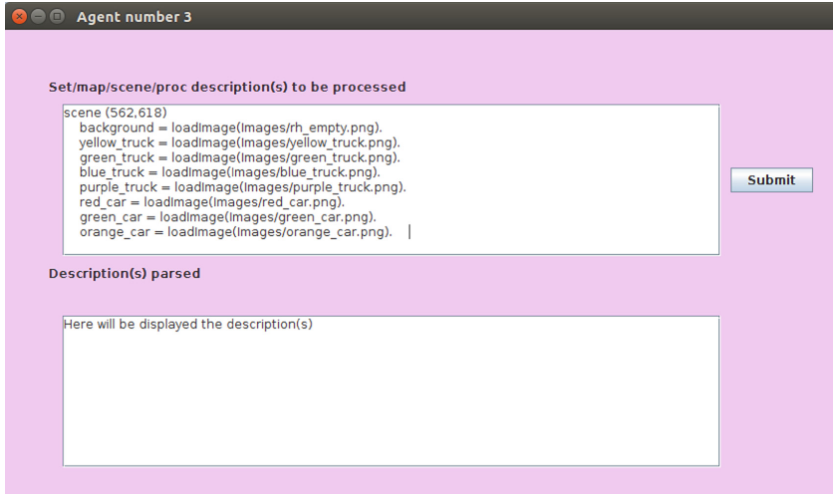 Agent number 3
Set/map/scene/proc description(s) to be processed
scene (562,618)
background = loadImage(Images/rh_empty.png).
yellow_truck = loadImage(Images/yellow_truck.png).
green_truck = loadImage(Images/green_truck.png).
blue_truck = loadImage(Images/blue_truck.png).
purple_truck = loadImage(Images/purple_truck.png).
red_car = loadImage(Images/red_car.png).
green_car = loadImage(Images/green_car.png).
orange_car = loadImage(Images/orange_car.png).
Submit
Description(s) parsed
Here will be displayed the description(s)